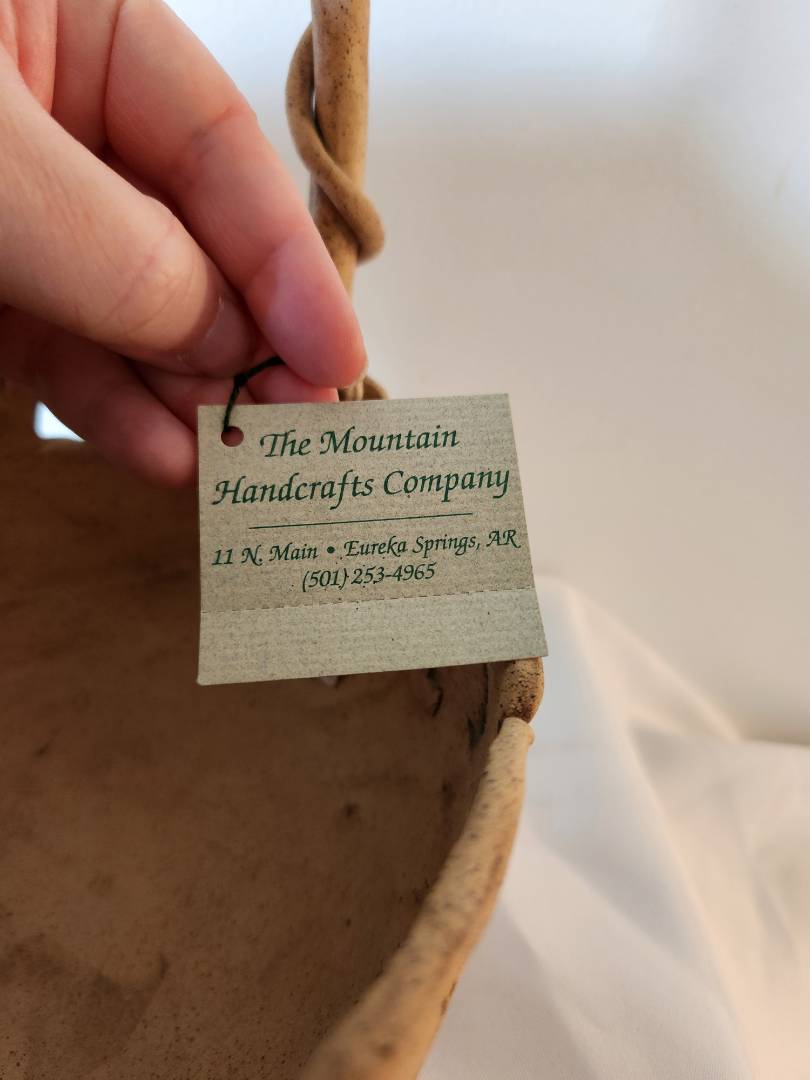 The Mountain
Handcrafts Company
11 N. Main • Eureka Springs, AR
(501) 253-4965